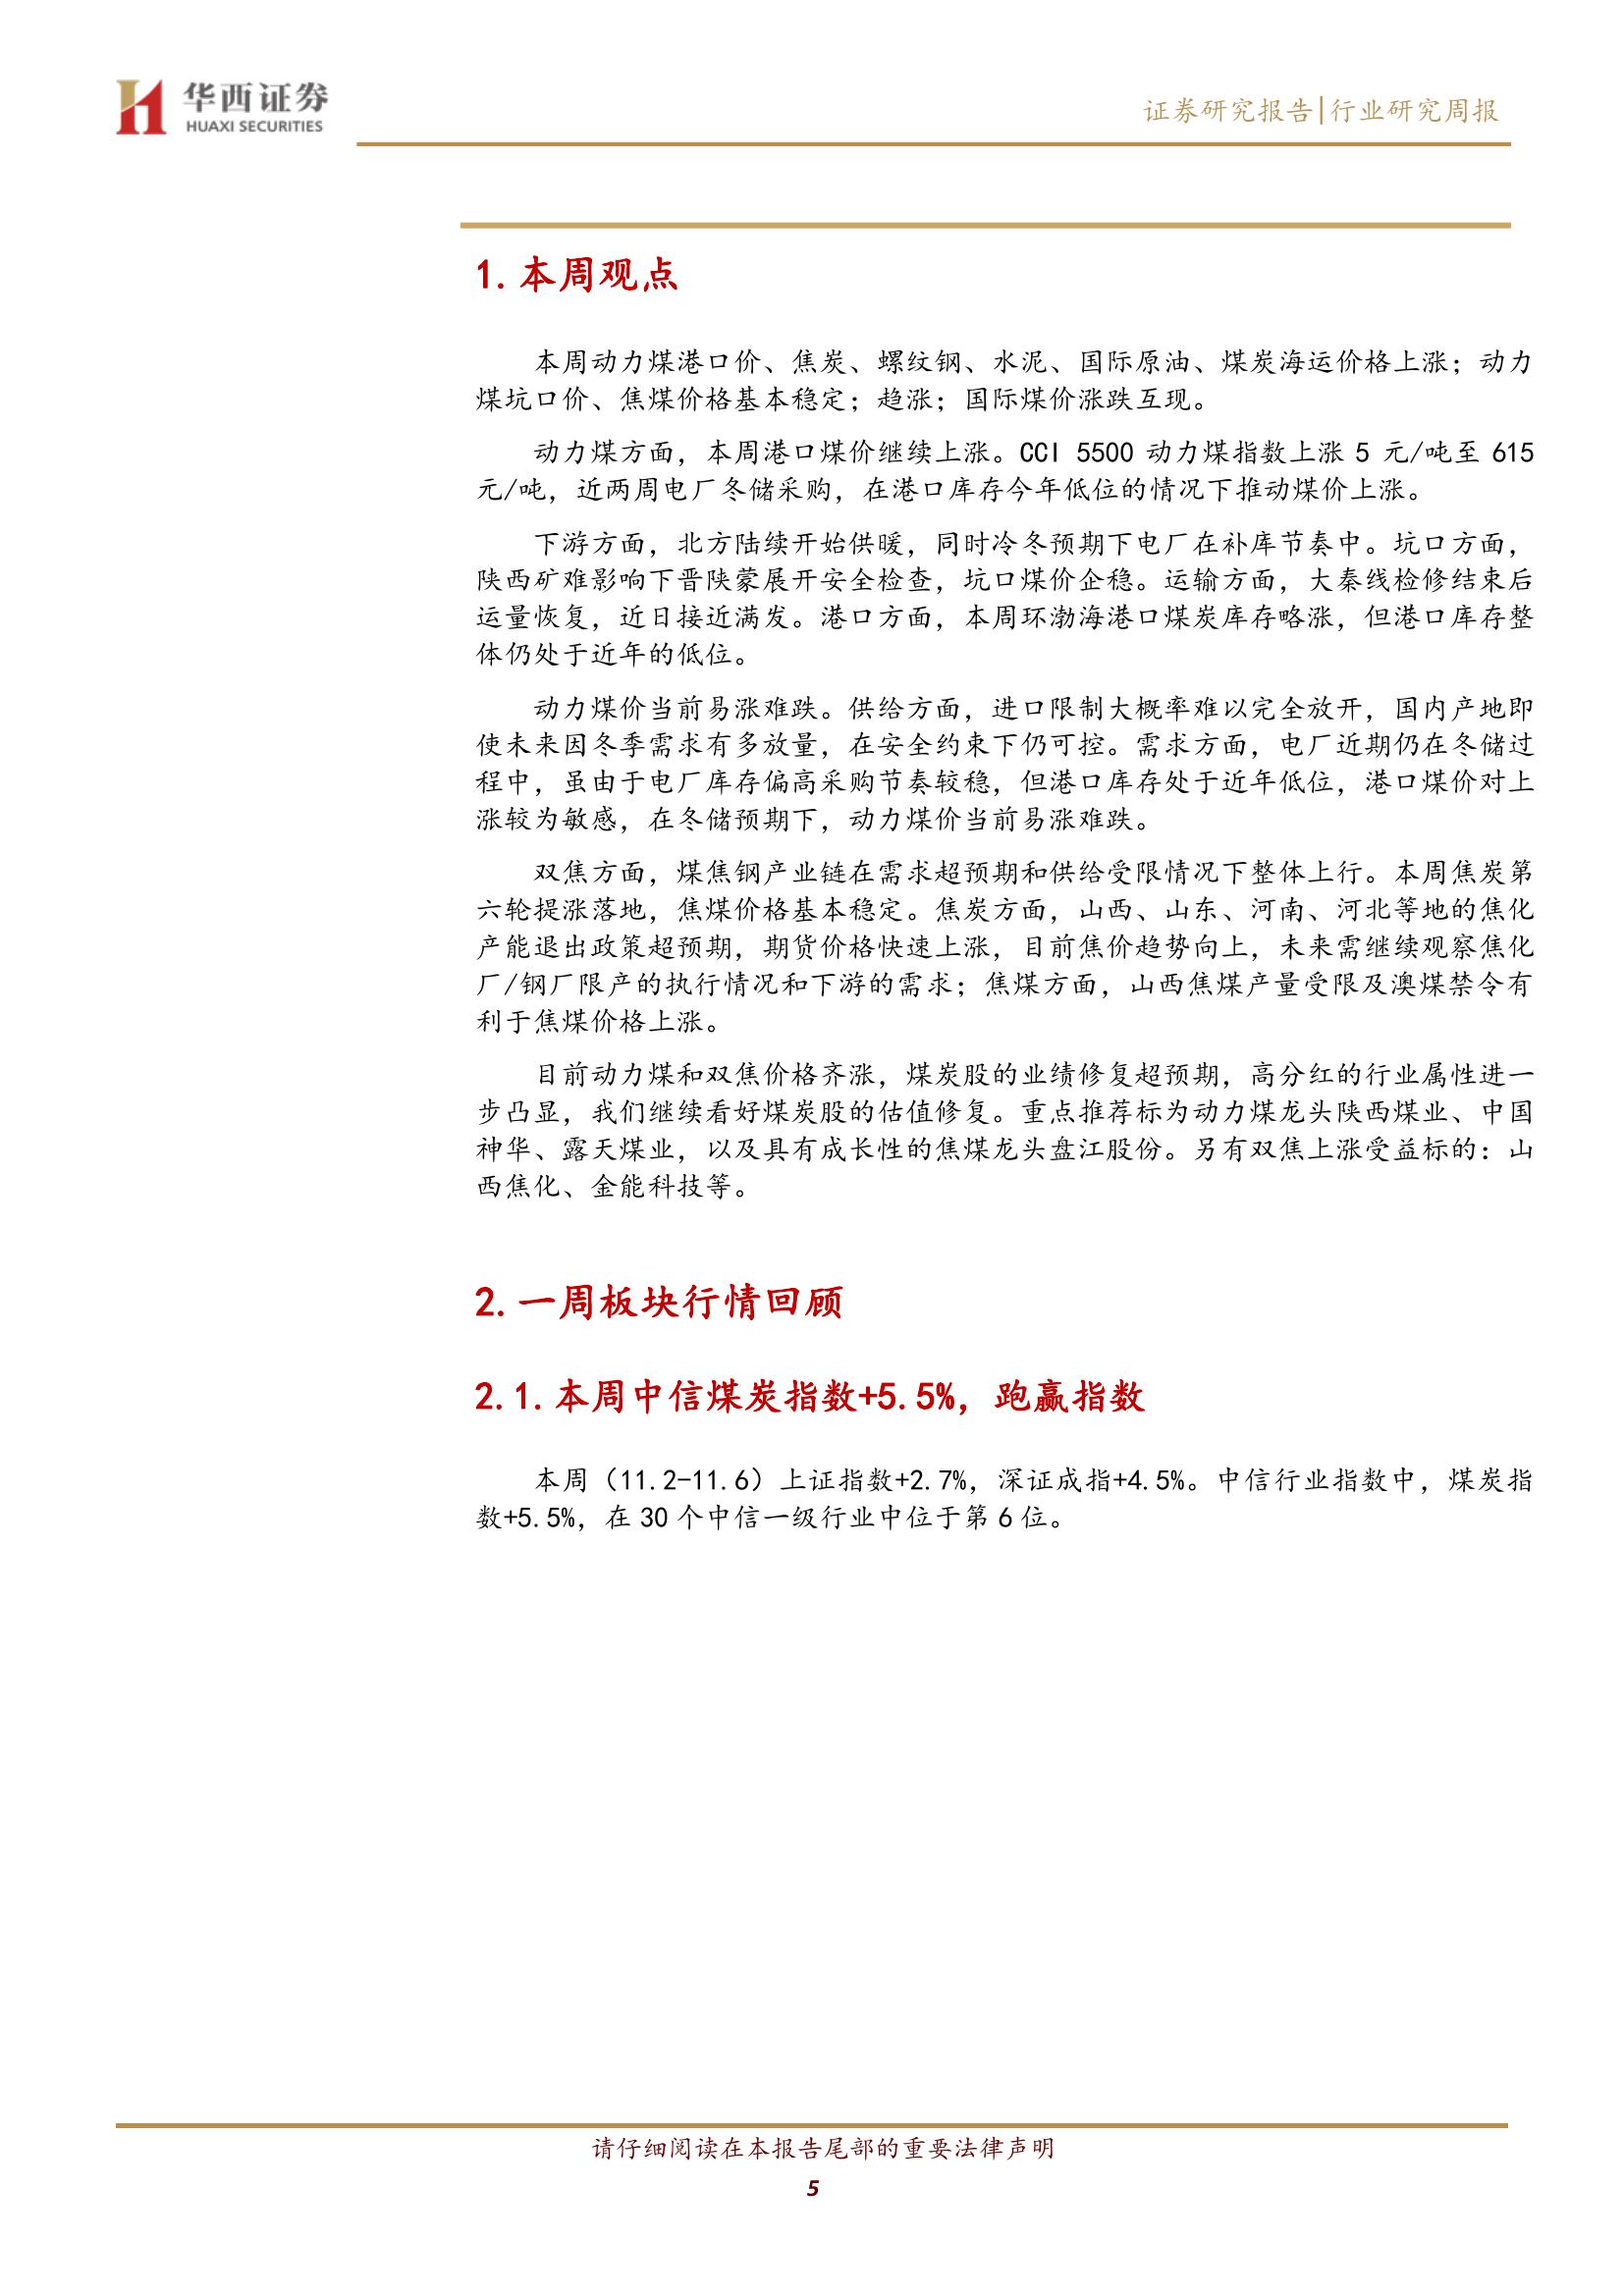 华西证券
HUAXI SECURITIES
证券研究报告|行业研究周报
1.本周观点
本周动力煤港口价、焦炭、螺纹钢、水泥、国际原油、煤炭海运价格上涨；动力
煤坑口价、焦煤价格基本稳定；趋涨；国际煤价涨跌互现。
动力煤方面，本周港口煤价继续上涨。CCI 5500 动力煤指数上涨 5 元/吨至 615
元/吨，近两周电厂冬储采购，在港口库存今年低位的情况下推动煤价上涨。
下游方面，北方陆续开始供暖，同时冷冬预期下电厂在补库节奏中。坑口方面，
陕西矿难影响下晋陕蒙展开安全检查，坑口煤价企稳。运输方面，大秦线检修结束后
运量恢复，近日接近满发。港口方面，本周环渤海港口煤炭库存略涨，但港口库存整
体仍处于近年的低位。
动力煤价当前易涨难跌。供给方面，进口限制大概率难以完全放开，国内产地即
使未来因冬季需求有多放量，在安全约束下仍可控。需求方面，电厂近期仍在冬储过
程中，虽由于电厂库存偏高采购节奏较稳，但港口库存处于近年低位，港口煤价对上
涨较为敏感，在冬储预期下，动力煤价当前易涨难跌。
双焦方面，煤焦钢产业链在需求超预期和供给受限情况下整体上行。本周焦炭第
六轮提涨落地，焦煤价格基本稳定。焦炭方面，山西、山东、河南、河北等地的焦化
产能退出政策超预期，期货价格快速上涨，目前焦价趋势向上，未来需继续观察焦化
厂/钢厂限产的执行情况和下游的需求；焦煤方面，山西焦煤产量受限及澳煤禁令有
利于焦煤价格上涨。
目前动力煤和双焦价格齐涨，煤炭股的业绩修复超预期，高分红的行业属性进一
步凸显，我们继续看好煤炭股的估值修复。重点推荐标为动力煤龙头陕西煤业、中国
神华、露天煤业，以及具有成长性的焦煤龙头盘江股份。另有双焦上涨受益标的：山
西焦化、金能科技等。
2.一周板块行情回顾
2.1.本周中信煤炭指数+5.5%，跑赢指数
本周（11.2-11.6）上证指数+2.7%，深证成指+4.5%。中信行业指数中，煤炭指
数+5.5%，在 30 个中信一级行业中位于第 6 位。
请仔细阅读在本报告尾部的重要法律声明
5